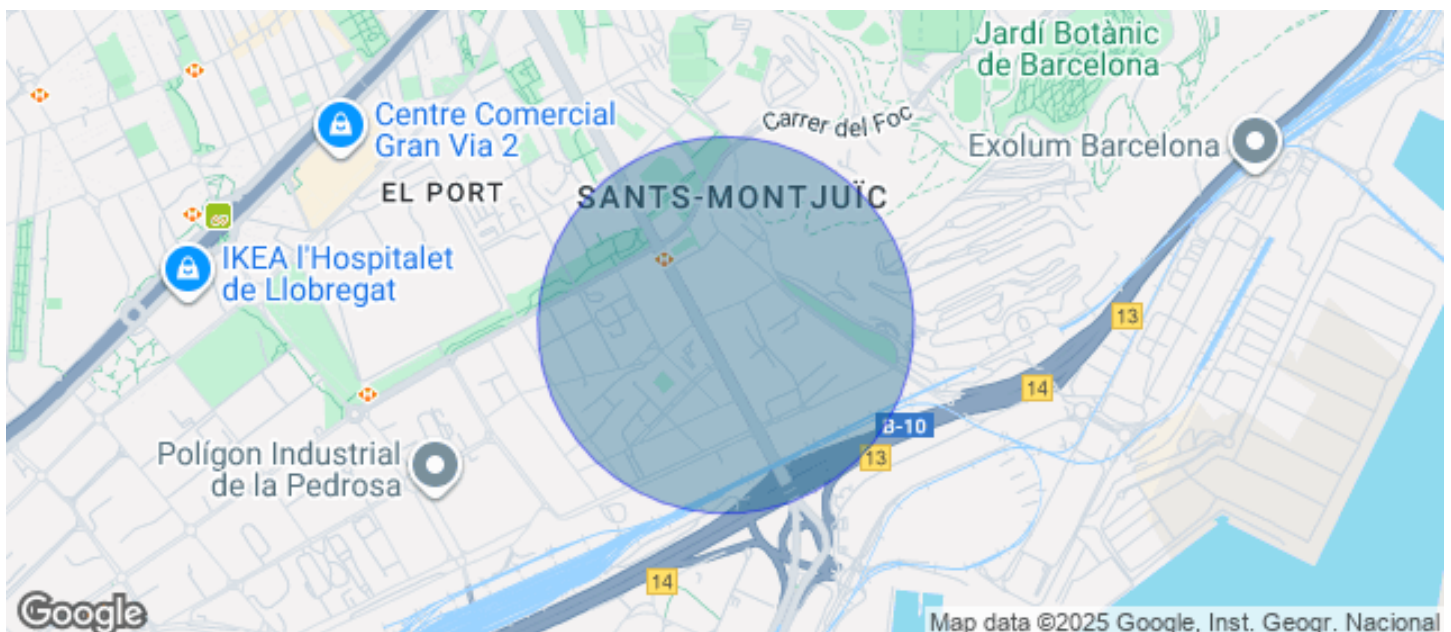 Jardí Botànic
de Barcelona
Centre Comercial
Gran Via 2
Carrer del Foc
Exolum Barcelona
EL PORT
SANTS-MONTJUÏC
IKEA l'Hospitalet
de Llobregat
13
14
B-10
13
Polígon Industrial
de la Pedrosa
14
Google
Map data ©2025 Google, Inst. Geogr. Nacional